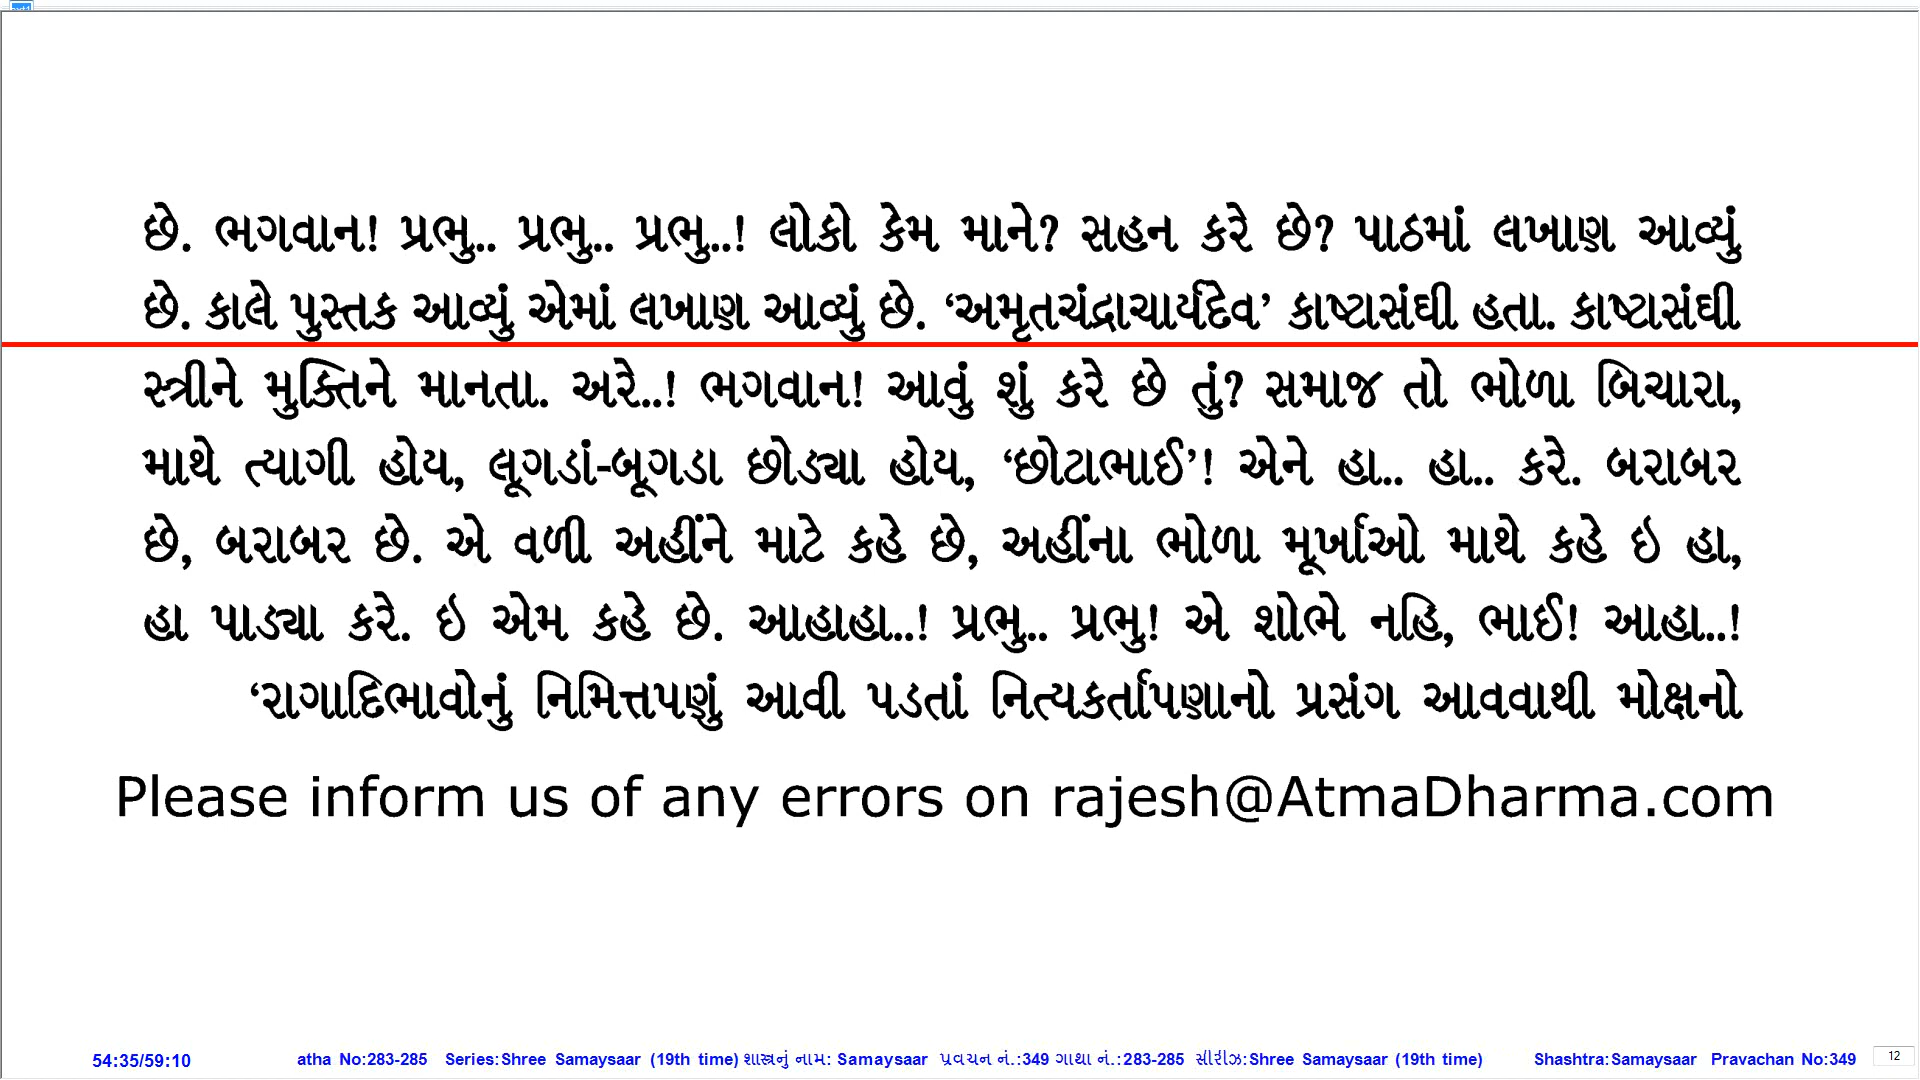 છે. ભગવાન! પ્રભુ.. પ્રભુ.. પ્રભુ..! લોકો કેમ માને? સહન કરે છે? પાઠમાં લખાણ આવ્યું
છે. કાલે પુસ્તક આવ્યું એમાં લખાણ આવ્યું છે. ‘અમૃતચંદ્રાચાર્યદેવ’ કાષ્ટાસંઘી હતા. કાષ્ટાસંઘી
સ્ત્રીને મુક્તિને માનતા. અરે..! ભગવાન! આવું શું કરે છે તું? સમાજ તો ભોળા બિચારા,
માથે ત્યાગી હોય, લૂગડાં-બૂગડા છોડ્યા હોય, ‘છોટાભાઈ’! એને હા.. હા.. કરે. બરાબર
છે, બરાબર છે. એ વળી અહીંને માટે કહે છે, અહીંના ભોળા મૂર્ખાઓ માથે કહે ઇ હા,
હા પાડ્યા કરે. ઇ એમ કહે છે. આહાહા..! પ્રભુ.. પ્રભુ! એ શોભે નહિ, ભાઈ! આહા..!
‘રાગાદિભાવોનું નિમિત્તપણું આવી પડતાં નિત્યકર્તાપણાનો પ્રસંગ આવવાથી મોક્ષનો
Please inform us of any errors on rajesh@AtmaDharma.com
54:35/59:10 atha No:283-285 Series:Shree Samaysaar (19th time) શાસ્ત્રનું નામ: Samaysaar પ્રવચન નં.:349 ગાથા નં.:283-285 સીરીઝ:Shree Samaysaar (19th time) Shashtra:Samaysaar Pravachan No:349 12